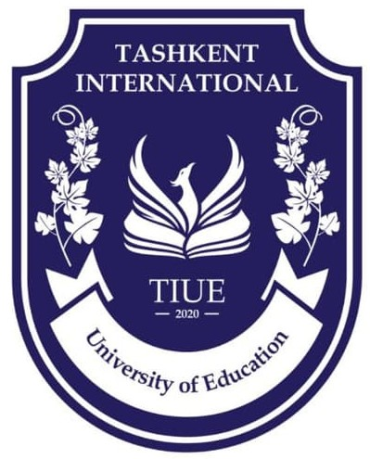 TASHKENT
INTERNATIONAL
TIUE
— 2020 —
University of Education